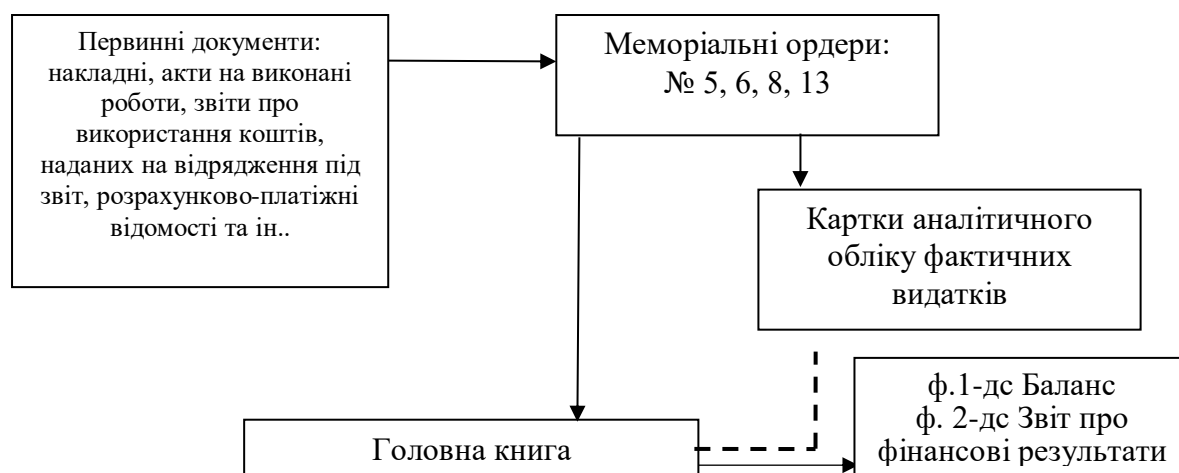 Первинні документи:
накладні, акти на виконані
роботи, звіти про
використання коштів,
наданих на відрядження під
звіт, розрахунково-платіжні
відомості та ін..
Меморіальні ордери:
№ 5, 6, 8, 13
Картки аналітичного
обліку фактичних
видатків
Головна книга
ф.1-дс Баланс
ф. 2-дс Звіт про
фінансові результати